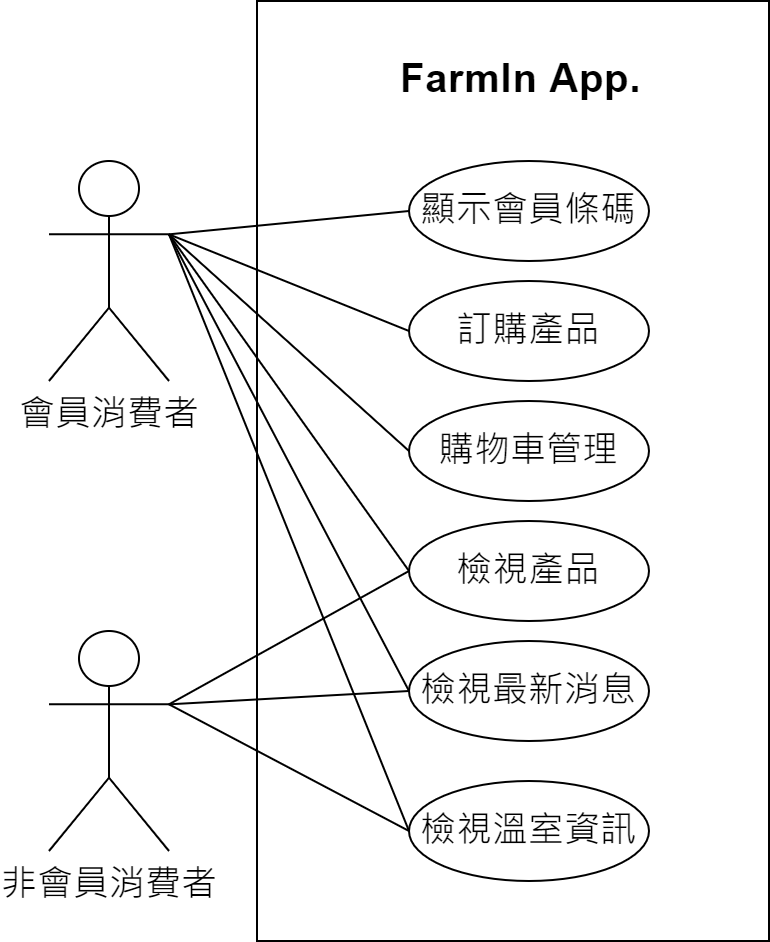 FarmIn App.
顯示會員條碼
訂購產品
會員消費者
購物車管理
檢視產品
檢視最新消息
檢視溫室資訊
非會員消費者